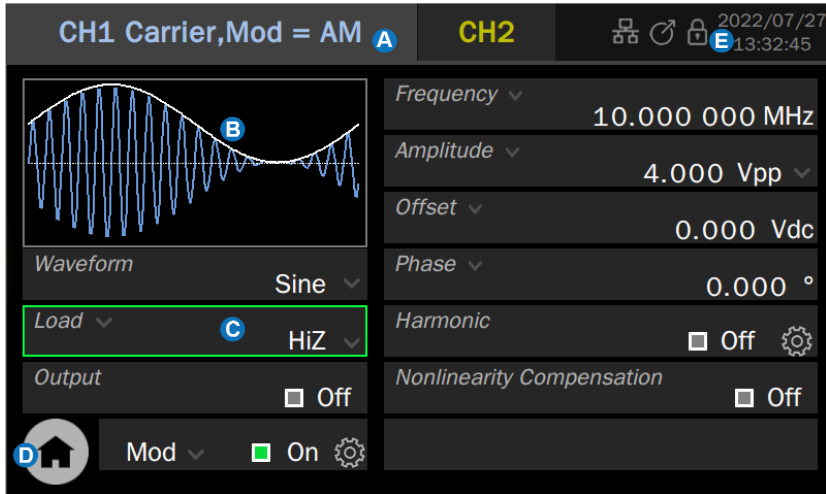 CH1 Carrier,Mod = AM A CH2 E 2022/07/27
13:32:45
B
Frequency
10.000 000 MHz
Amplitude
4.000 Vpp
Offset
0.000 Vdc
Waveform
Sine
Phase
0.000 °
Load C
HiZ
Harmonic
Off
Output
Off
Nonlinearity Compensation
Off
D Mod On